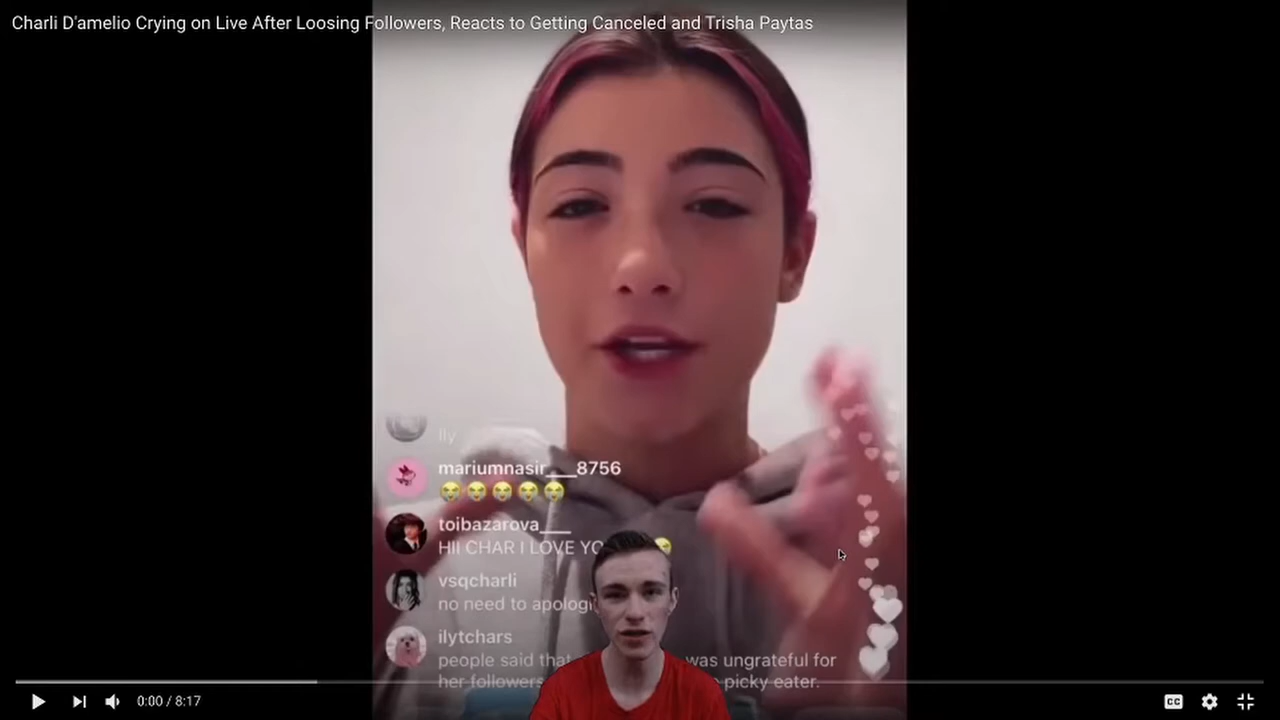 Charli D'amelio Crying on Live After Loosing Followers, Reacts to Getting Canceled and Trisha Paytas
lly
mariumnasir___8756
toibazarova___
HII CHAR I LOVE
vsqcharli
no need to
ilytchars
people said that was ungrateful for
her followers picky eater.
0:00 / 8:17
CC